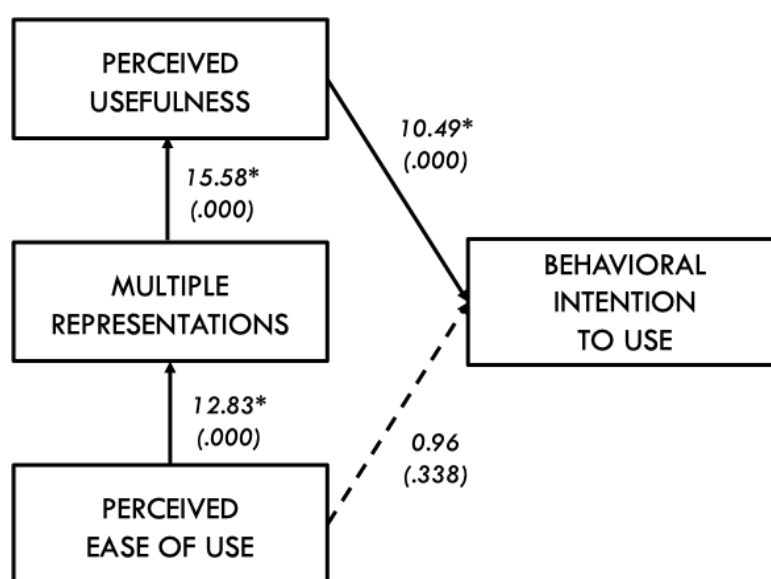 PERCEIVED
USEFULNESS
10.49*
(.000)
15.58*
(.000)
MULTIPLE
REPRESENTATIONS
BEHAVIORAL
INTENTION
TO USE
12.83*
(.000)
0.96
(.338)
PERCEIVED
EASE OF USE